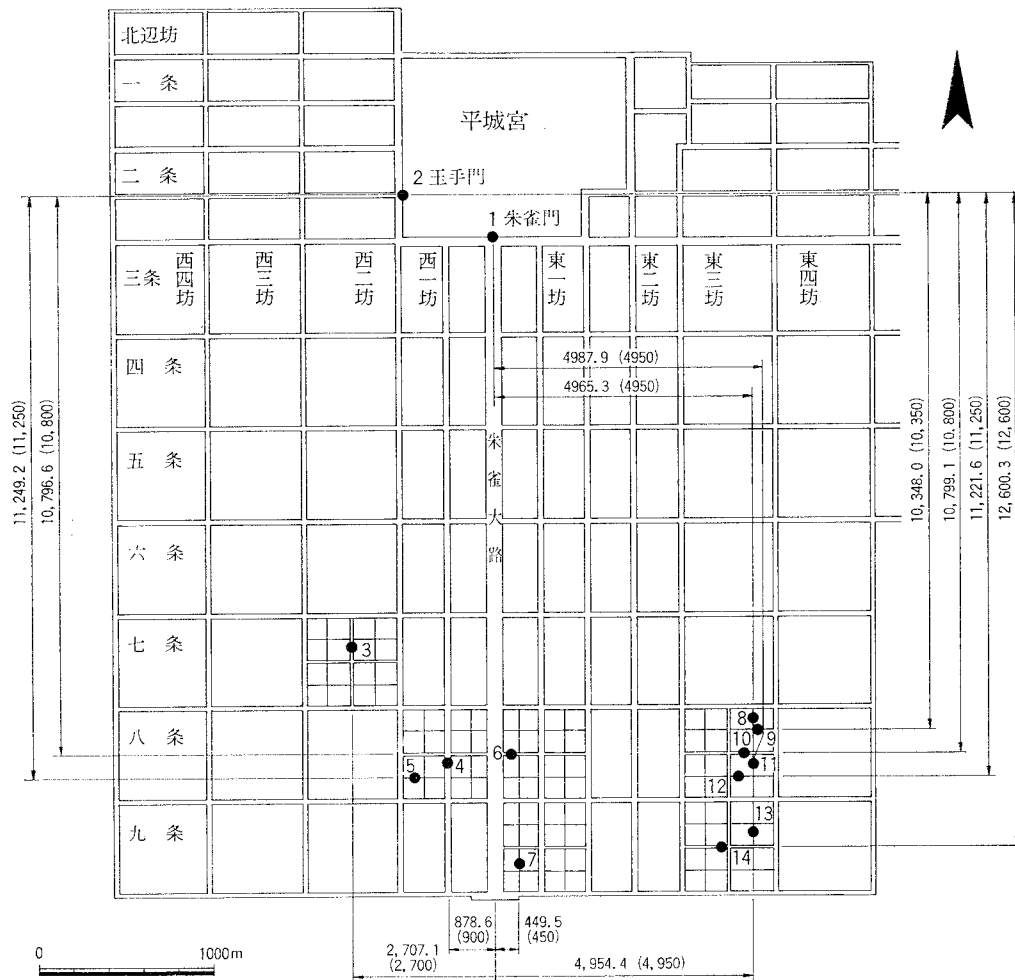 北辺坊
一 条
平城宮
二 条
2 玉手門
1 朱雀門
三条
西四坊
西三坊
西二坊
西一坊
東一坊
東二坊
東三坊
東四坊
四 条
4987.9 (4950)
4965.3 (4950)
朱雀大路
五 条
六 条
七 条
3
八 条
8
10
9
6
5
4
11
12
九 条
13
7
14
11,249.2 (11,250)
10,796.6 (10,800)
10,348.0 (10,350)
10,799.1 (10,800)
11,221.6 (11,250)
12,600.3 (12,600)
878.6
(900)
449.5
(450)
2,707.1
(2,700)
4,954.4 (4,950)
0
1000m